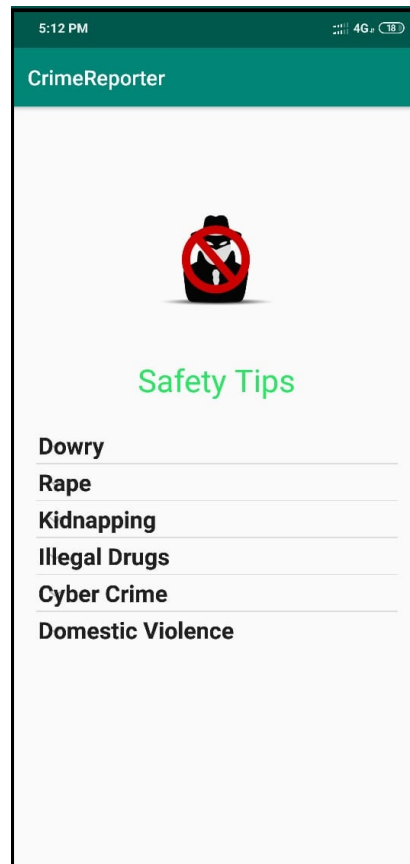 5:12 PM 4G 18
CrimeReporter
Safety Tips
Dowry
Rape
Kidnapping
Illegal Drugs
Cyber Crime
Domestic Violence